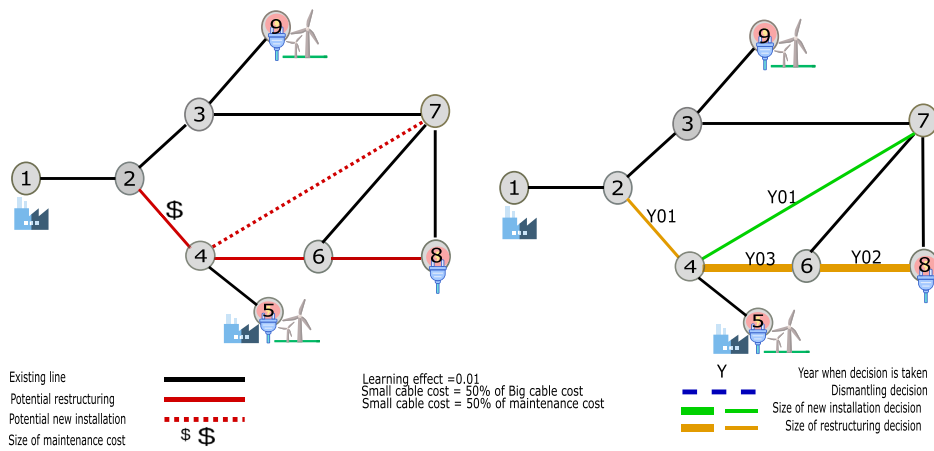 9
3
7
1
2
$
4
6
8
5
9
3
7
1
2
Y01
Y01
4
Y03
6
Y02
8
5
Existing line
Potential restructuring
Potential new installation
Size of maintenance cost
$ $
Learning effect =0.01
Small cable cost = 50% of Big cable cost
Small cable cost = 50% of maintenance cost
Y
Year when decision is taken
Dismantling decision
Size of new installation decision
Size of restructuring decision